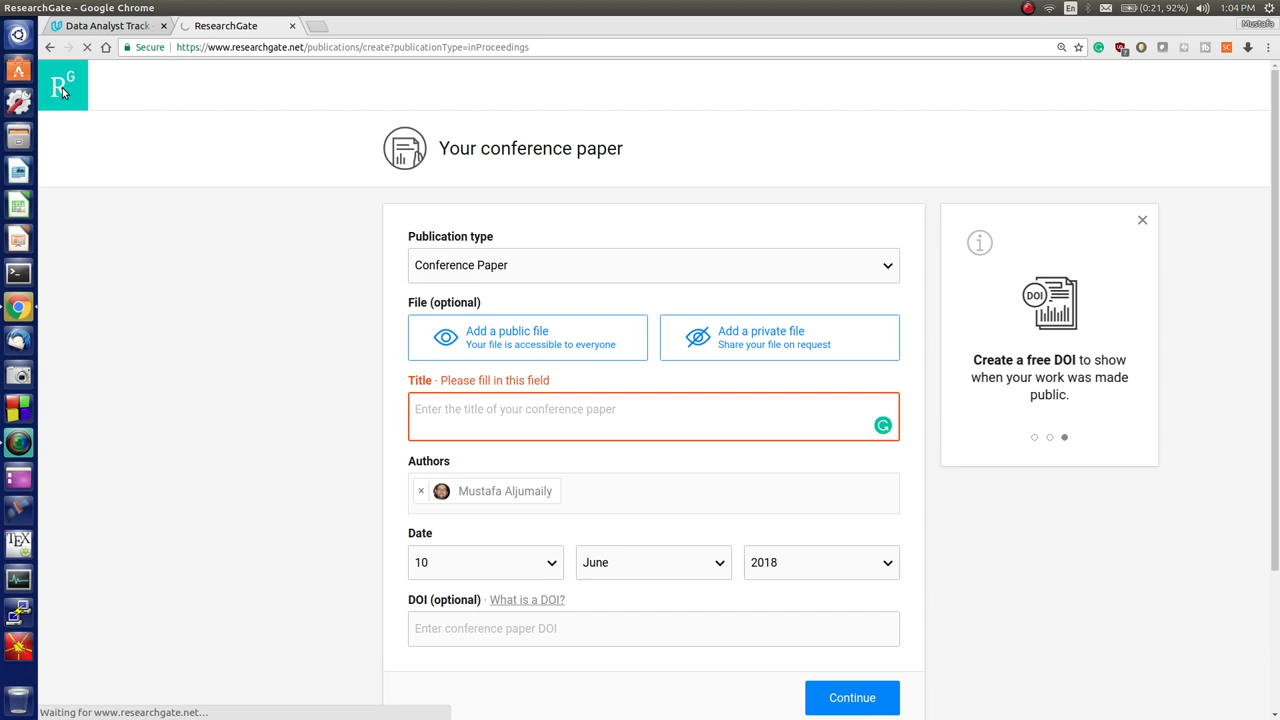 ResearchGate - Google Chrome
En
(0:21, 92%)
1:04 PM
Data Analyst Track -
ResearchGate
Mustafa
Secure
https://www.researchgate.net/publications/create?publicationType=inProceedings
RG
Your conference paper
Publication type
Conference Paper
File (optional)
Add a public file
Your file is accessible to everyone
Add a private file
Share your file on request
Title · Please fill in this field
Enter the title of your conference paper
Authors
× Mustafa Aljumaily
Date
10
June
2018
DOI (optional) · What is a DOI?
Enter conference paper DOI
Continue
DOI
Create a free DOI to show
when your work was made
public.
Waiting for www.researchgate.net...